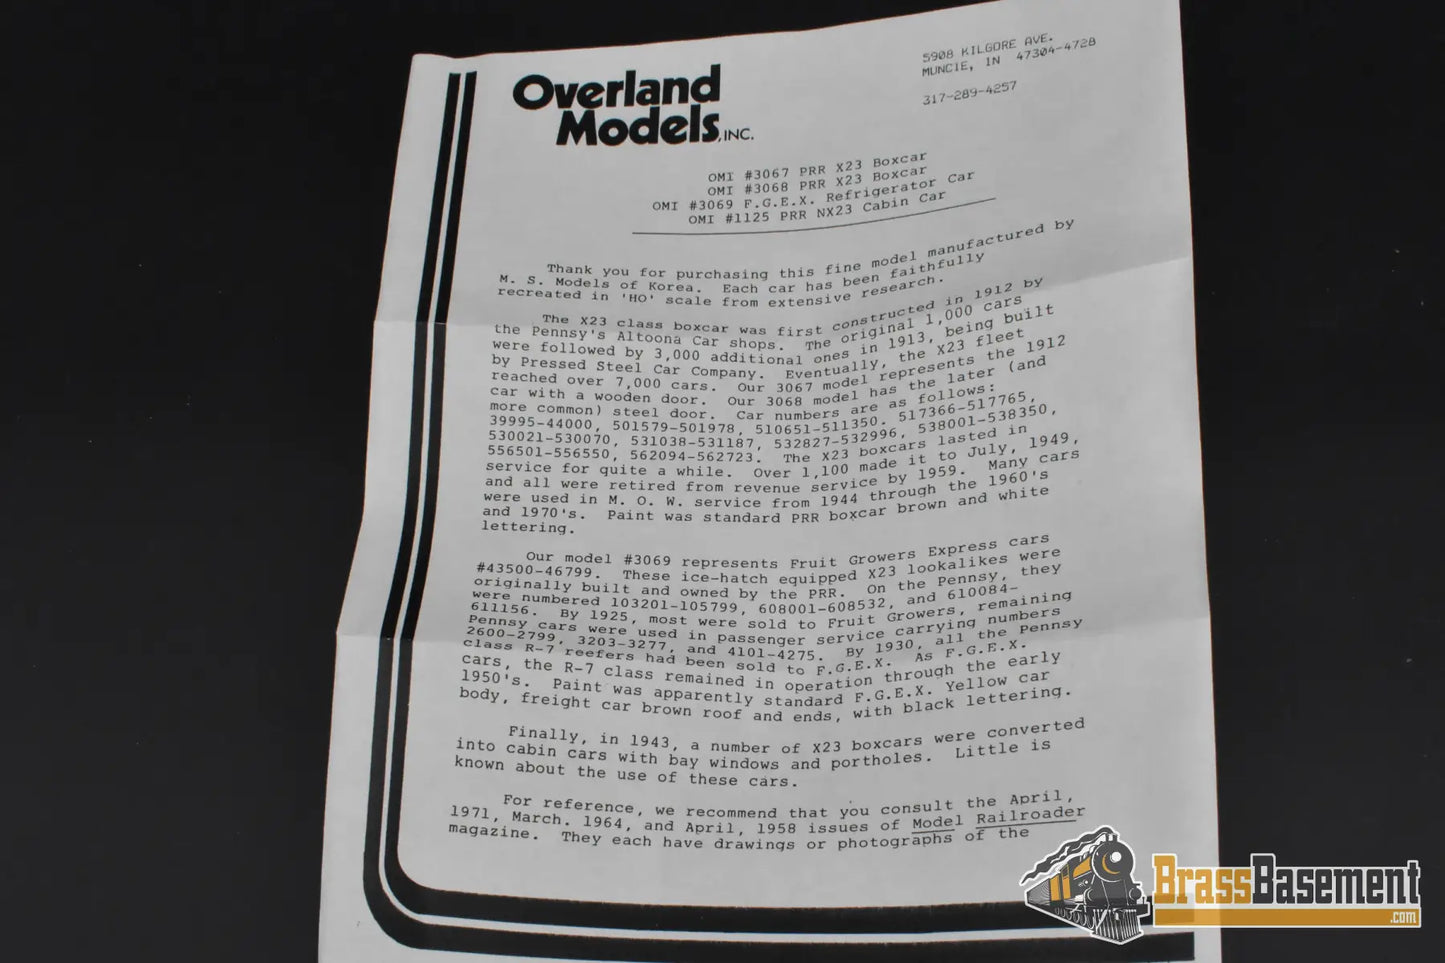 Overland
Models, INC.
5908 KILGORE AVE.
MUNCIE, IN 47304-4728
317-289-4257
OMI #3067 PRR X23 Boxcar
OMI #3068 PRR X23 Boxcar
OMI #3069 F.G.E.X. Refrigerator Car
OMI #1125 PRR NX23 Cabin Car
Thank you for purchasing this fine model manufactured by
M. S. Models of Korea. Each car has been faithfully
recreated in 'HO' scale from extensive research.
The X23 class boxcar was first constructed in 1912 by
the Pennsy's Altoona Car shops. The original 1,000 cars
were followed by 3,000 additional ones in 1913, being built
by Pressed Steel Car Company. Eventually, the X23 fleet
reached over 7,000 cars. Our 3067 model represents the 1912
car with a wooden door. Our 3068 model has the later (and
more common) steel door. Car numbers are as follows:
39995-44000, 501579-501978, 510651-511350. 517366-517765,
530021-530070, 531038-531187, 532827-532996, 538001-538350,
556501-556550, 562094-562723. The X23 boxcars lasted in
service for quite a while. Over 1,100 made it to July, 1949,
and all were retired from revenue service by 1959. Many cars
were used in M. O. W. service from 1944 through the 1960's
and 1970's. Paint was standard PRR boxcar brown and white
lettering.
Our model #3069 represents Fruit Growers Express cars
#43500-46799. These ice-hatch equipped X23 lookalikes were
originally built and owned by the PRR. On the Pennsy, they
were numbered 103201-105799, 608001-608532, and 610084-
611156. By 1925, most were sold to Fruit Growers, remaining
Pennsy cars were used in passenger service carrying numbers
2600-2799, 3203-3277, and 4101-4275. By 1930, all the Pennsy
class R-7 reefers had been sold to F.G.E.X. As F.G.E.X.
cars, the R-7 class remained in operation through the early
1950's. Paint was apparently standard F.G.E.X. Yellow car
body, freight car brown roof and ends, with black lettering.
Finally, in 1943, a number of X23 boxcars were converted
into cabin cars with bay windows and portholes. Little is
known about the use of these cars.
For reference, we recommend that you consult the April,
1971, March. 1964, and April, 1958 issues of Model Railroader
magazine. They each have drawings or photographs of the
BrassBasement
.com